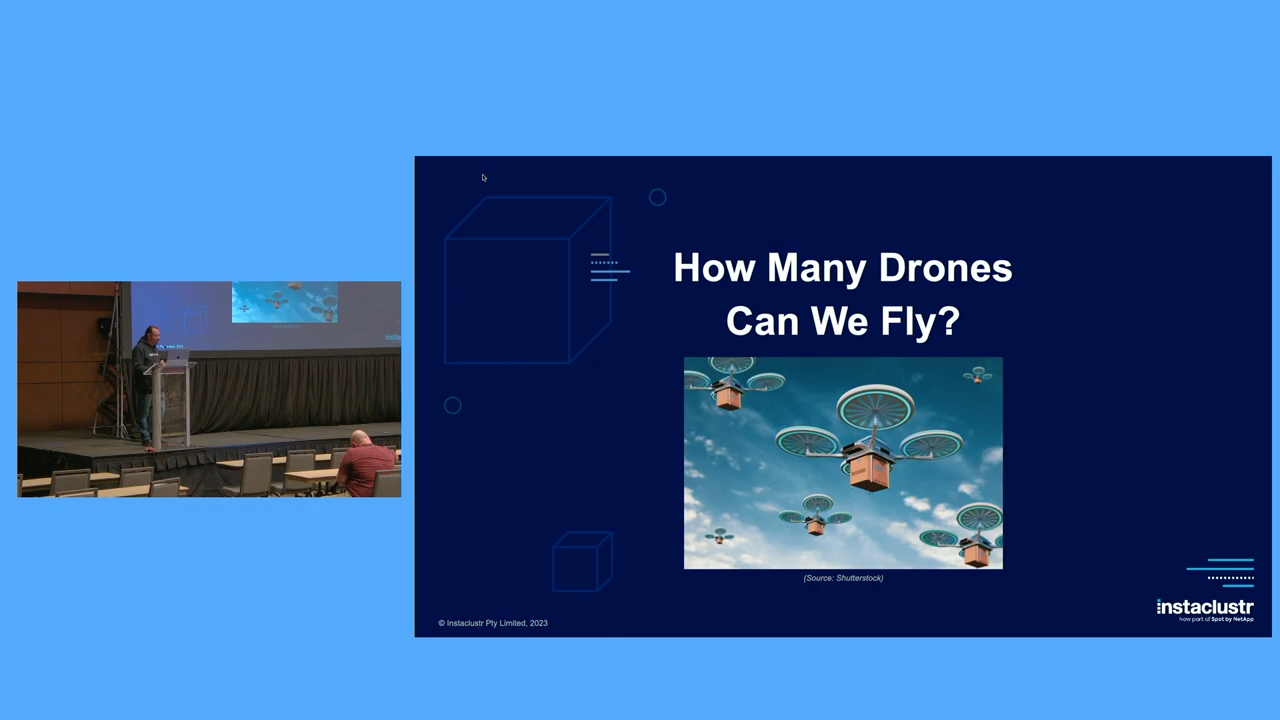 How Many Drones
Can We Fly?
(Source: Shutterstock)
© Instaclustr Pty Limited, 2023
instaclustr
Now part of Spot by NetApp